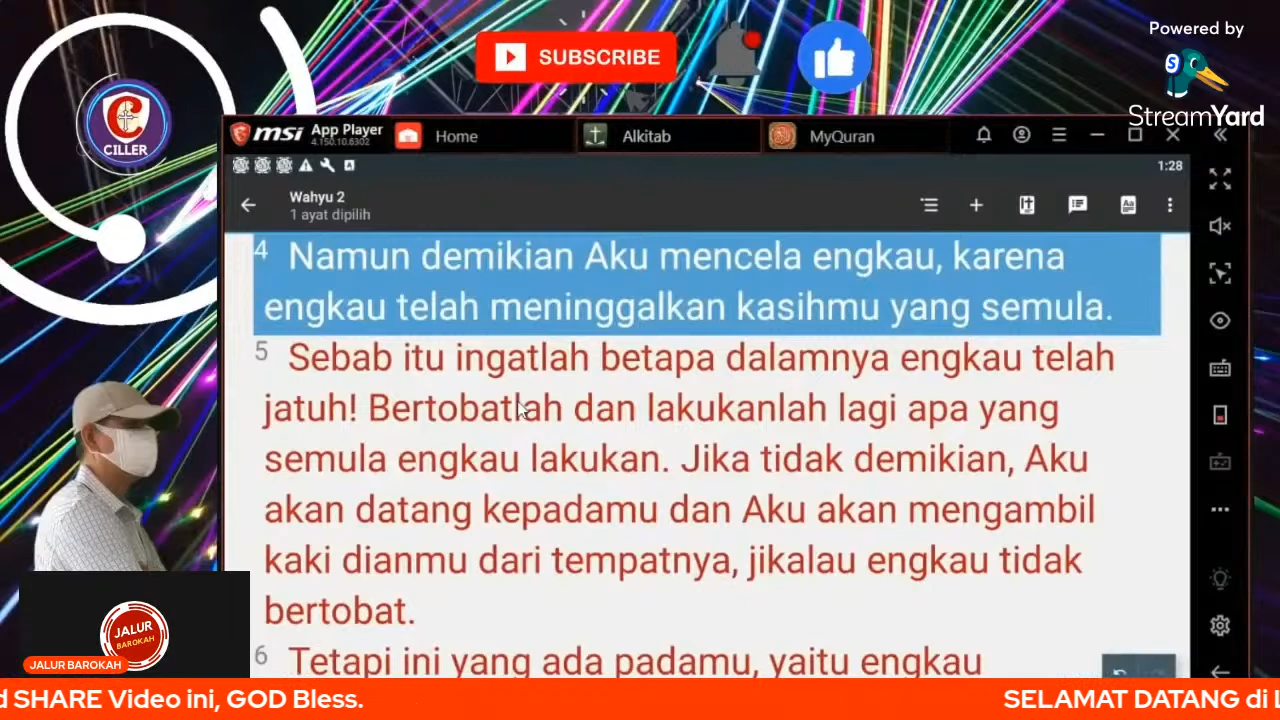 Powered by
StreamYard
SUBSCRIBE
C
CILLER
msi App Player
4.150.10.6302
Home
Alkitab
MyQuran
1:28
Wahyu 2
1 ayat dipilih
4 Namun demikian Aku mencela engkau, karena
engkau telah meninggalkan kasihmu yang semula.
5 Sebab itu ingatlah betapa dalamnya engkau telah
jatuh! Bertobatlah dan lakukanlah lagi apa yang
semula engkau lakukan. Jika tidak demikian, Aku
akan datang kepadamu dan Aku akan mengambil
kaki dianmu dari tempatnya, jikalau engkau tidak
bertobat.
6 Tetapi ini yang ada padamu, yaitu engkau
JALUR
BAROKAH
JALUR BAROKAH
d SHARE Video ini, GOD Bless.
SELAMAT DATANG di L